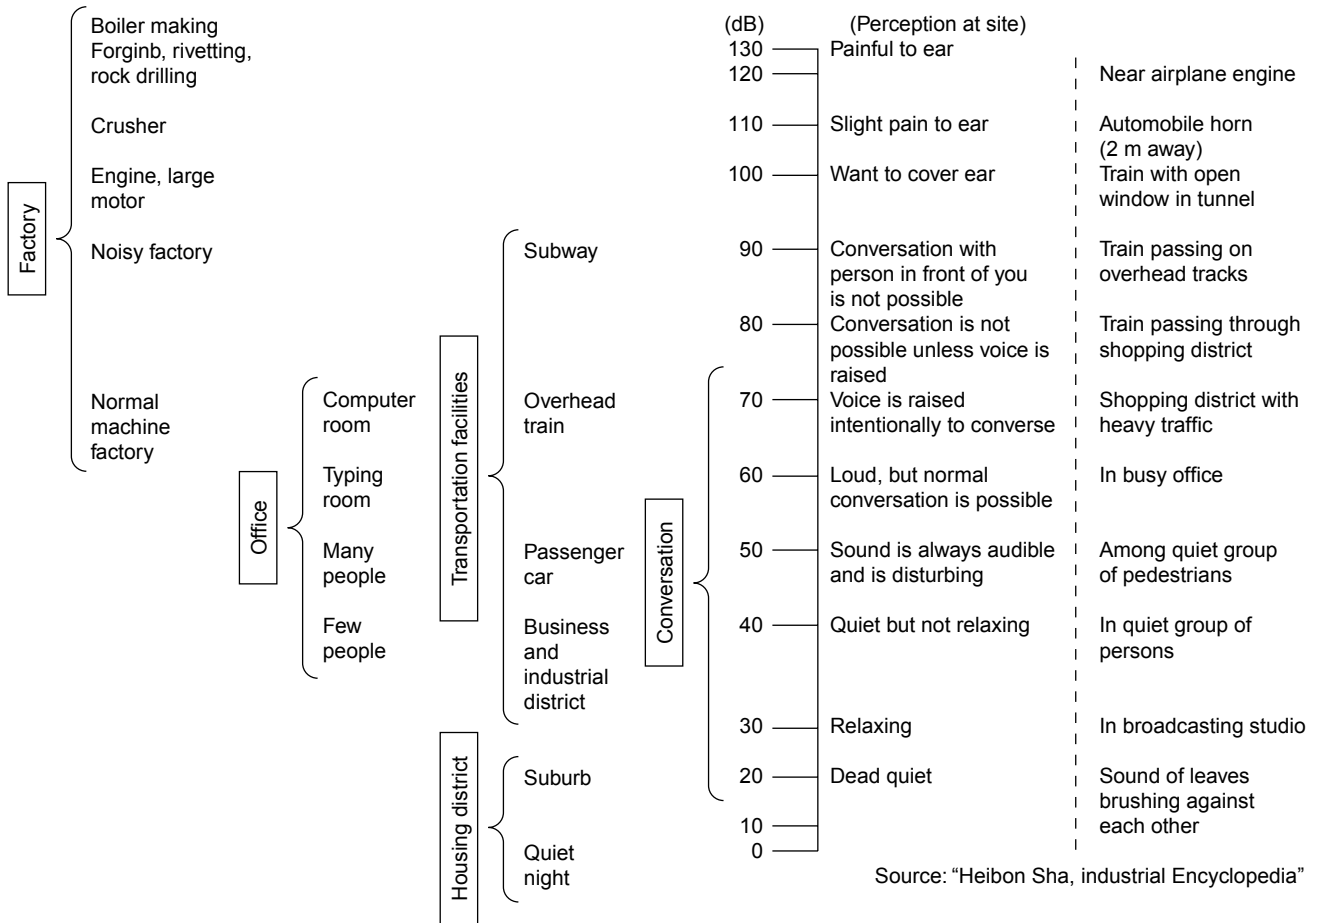 Factory
Boiler making
Forginb, rivetting,
rock drilling
Crusher
Engine, large
motor
Noisy factory
Normal
machine
factory
Office
Computer
room
Typing
room
Many
people
Few
people
Transportation facilities
Subway
Overhead
train
Passenger
car
Business
and
industrial
district
Housing district
Suburb
Quiet
night
Conversation
(dB) (Perception at site)
130 Painful to ear
120 Near airplane engine
110 Slight pain to ear Automobile horn
(2 m away)
100 Want to cover ear Train with open
window in tunnel
90 Conversation with Train passing on
person in front of you overhead tracks
is not possible
80 Conversation is not Train passing through
possible unless voice is shopping district
raised
70 Voice is raised Shopping district with
intentionally to converse heavy traffic
60 Loud, but normal In busy office
conversation is possible
50 Sound is always audible Among quiet group
and is disturbing of pedestrians
40 Quiet but not relaxing In quiet group of
persons
30 Relaxing In broadcasting studio
20 Dead quiet Sound of leaves
brushing against
10 each other
0
Source: “Heibon Sha, industrial Encyclopedia”